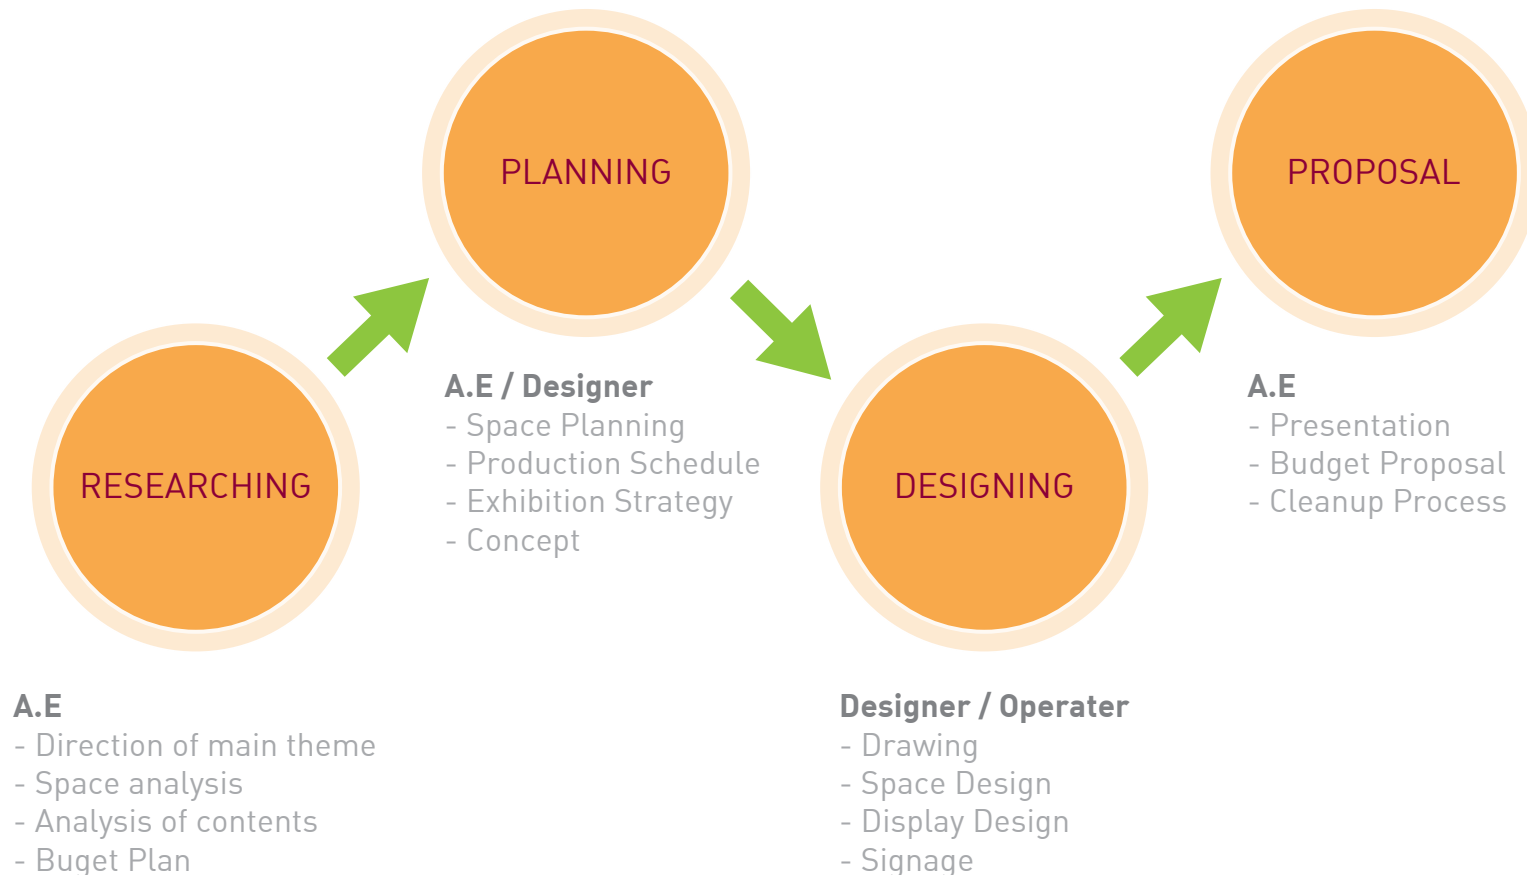 RESEARCHING
A.E
- Direction of main theme
- Space analysis
- Analysis of contents
- Buget Plan
PLANNING
A.E / Designer
- Space Planning
- Production Schedule
- Exhibition Strategy
- Concept
DESIGNING
Designer / Operater
- Drawing
- Space Design
- Display Design
- Signage
PROPOSAL
A.E
- Presentation
- Budget Proposal
- Cleanup Process